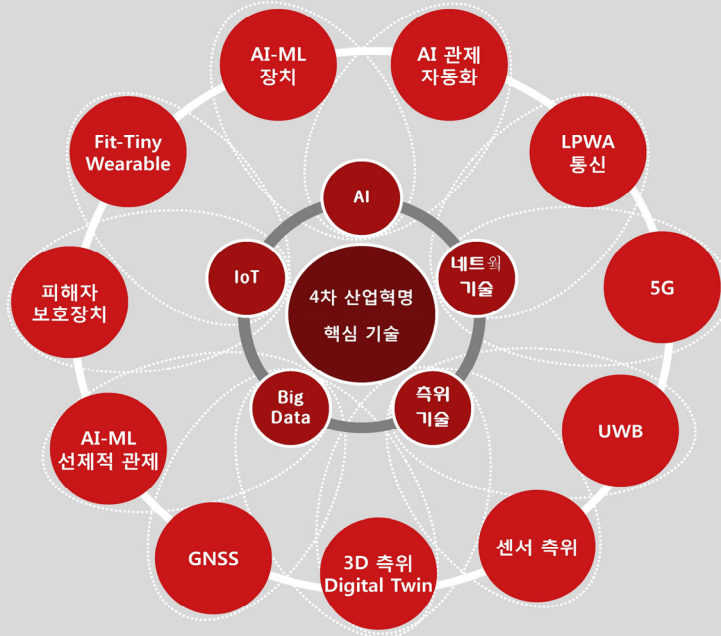 AI-ML
장치
AI 관제
자동화
Fit-Tiny
Wearable
LPWA
통신
AI
IoT
네트웍
기술
피해자
보호장치
4차 산업혁명
핵심 기술
5G
Big
Data
측위
기술
AI-ML
선제적 관제
UWB
GNSS
3D 측위
Digital Twin
센서 측위